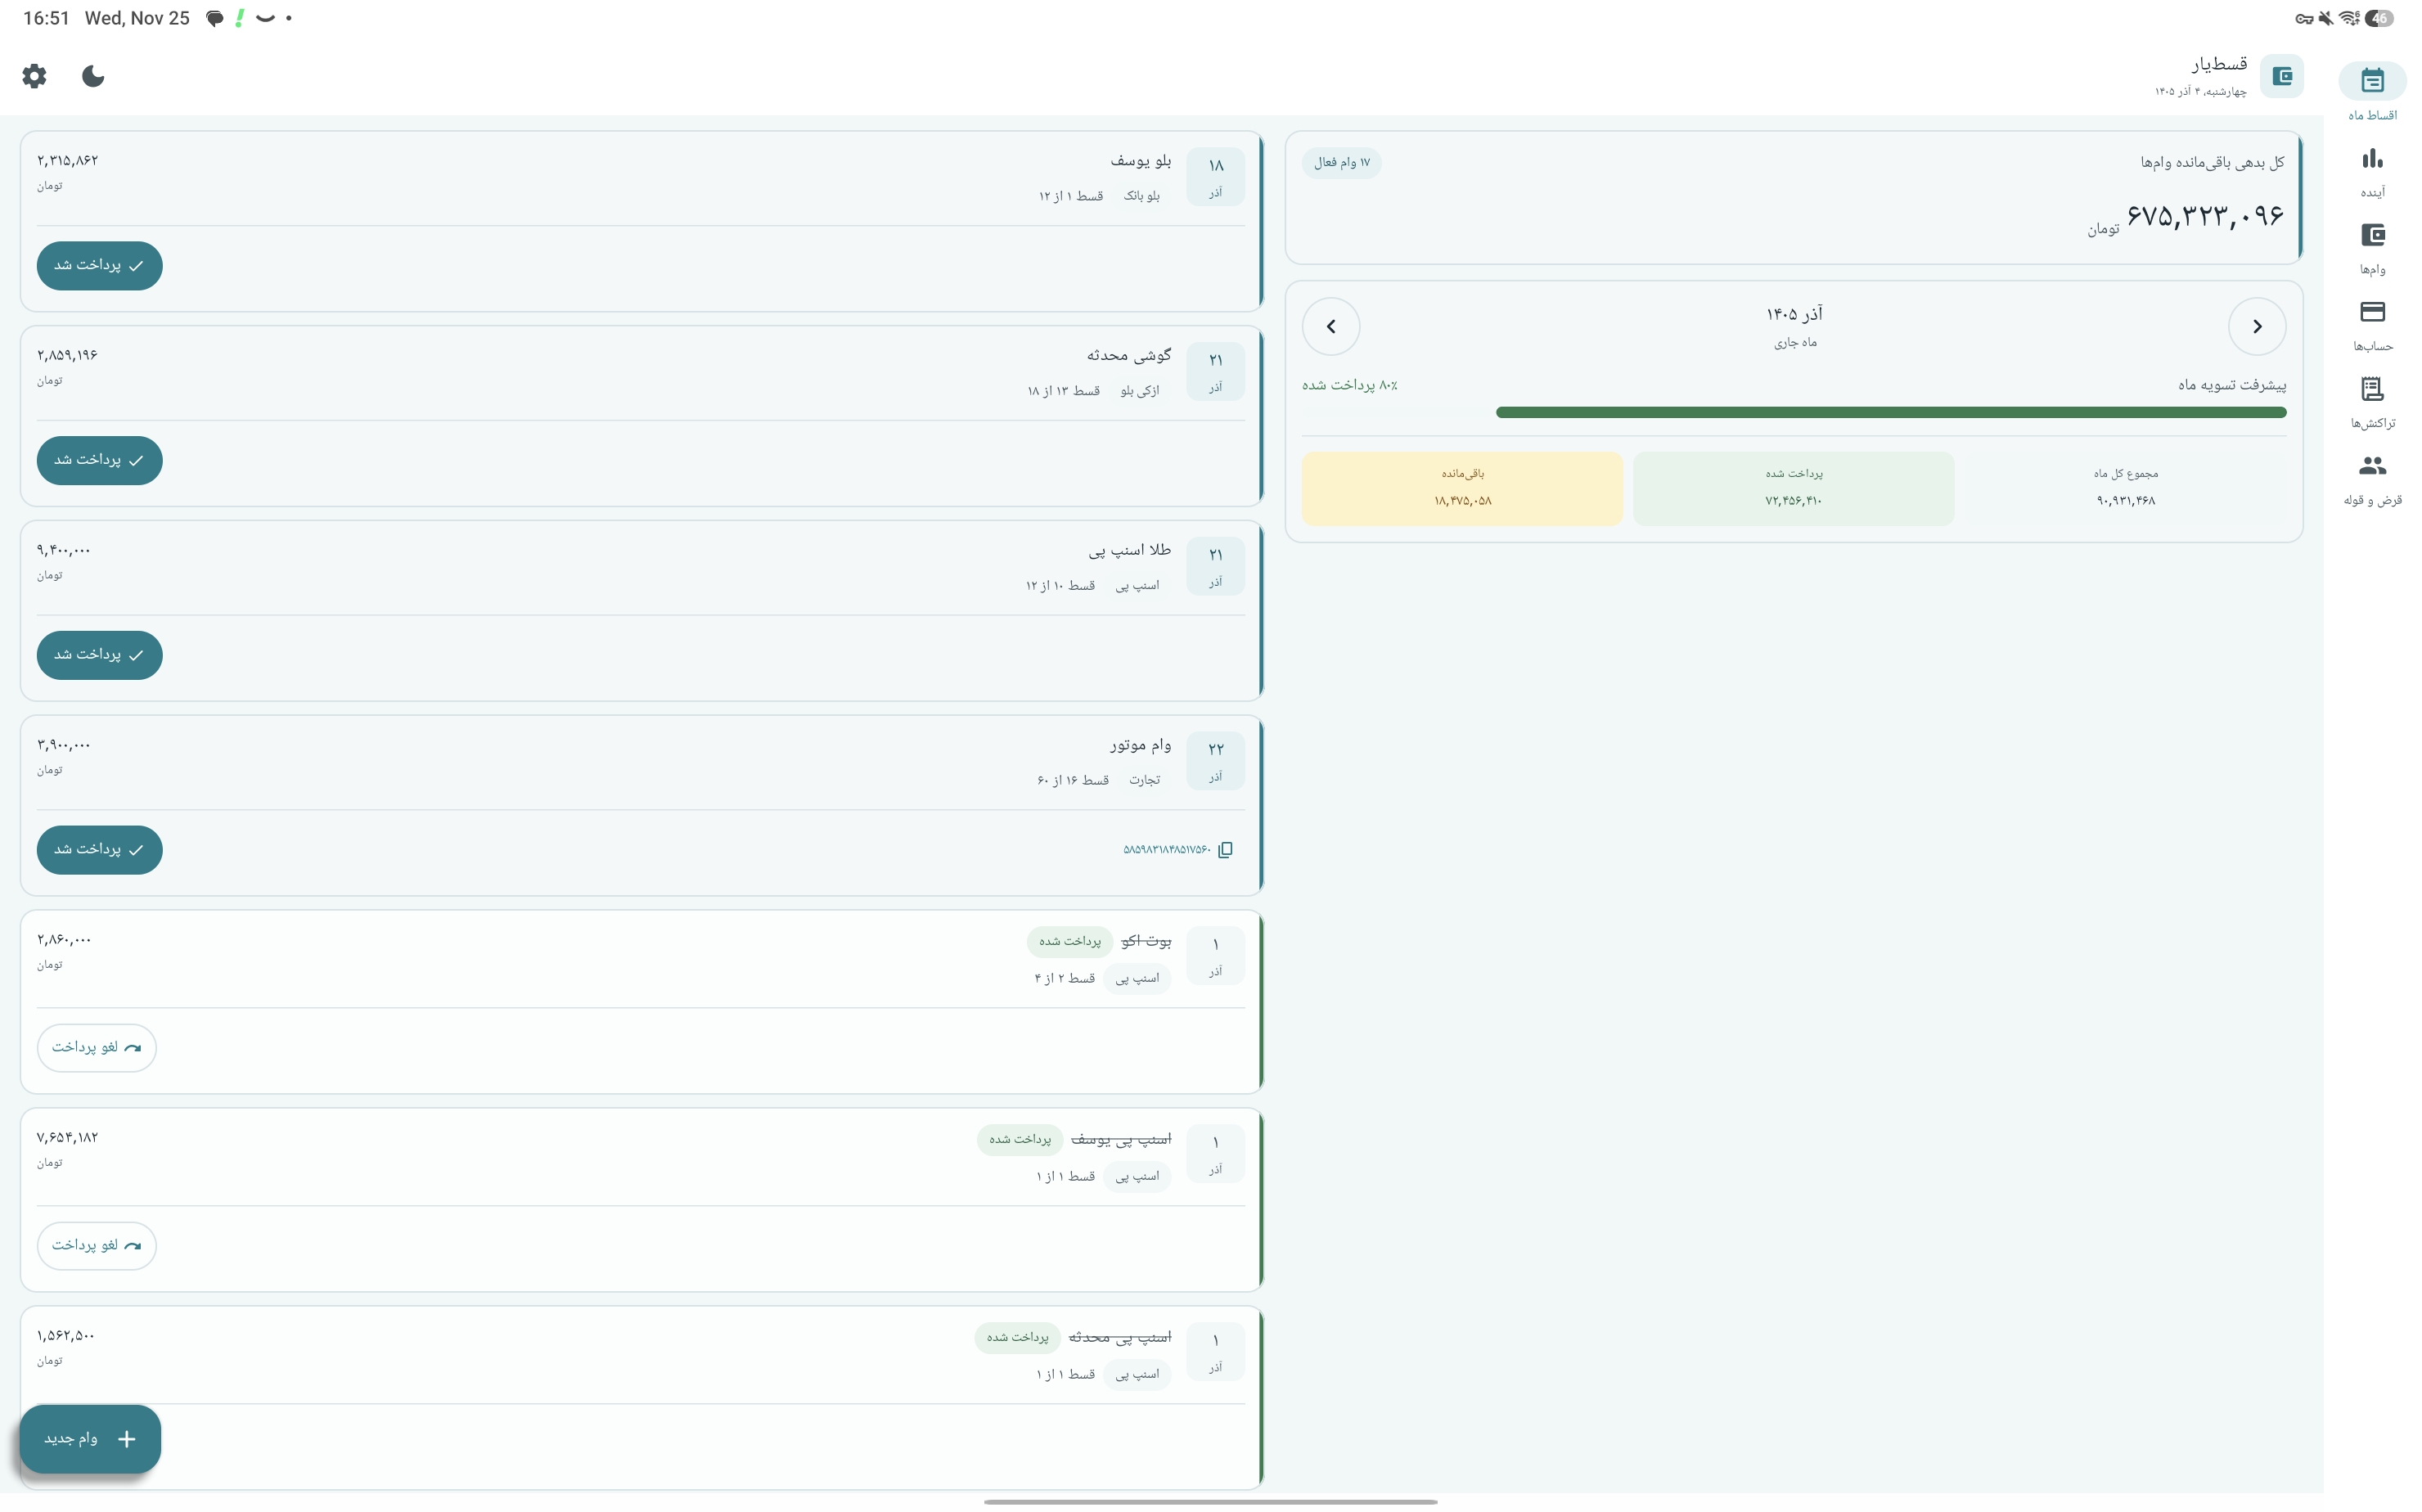 16:51 Wed, Nov 25
46
قسط‌یار
چهارشنبه، ۴ آذر ۱۴۰۵
اقساط ماه
آینده
وام‌ها
حساب‌ها
تراکنش‌ها
قرض و قوله
کل بدهی باقی‌مانده وام‌ها
۱۷ وام فعال
۶۷۵,۳۲۳,۰۹۶ تومان
آذر ۱۴۰۵
ماه جاری
پیشرفت تسویه ماه
۸۰٪ پرداخت شده
مجموع کل ماه
۹۰,۹۳۱,۴۶۸
پرداخت شده
۷۲,۴۵۶,۴۱۰
باقی‌مانده
۱۸,۴۷۵,۰۵۸
۱۸
آذر
بلو یوسف
بلو بانک
قسط ۱ از ۱۲
۲,۳۱۵,۸۶۲
تومان
پرداخت شد
۲۱
آذر
گوشی محدثه
ازکی بلو
قسط ۱۳ از ۱۸
۲,۸۵۹,۱۹۶
تومان
پرداخت شد
۲۱
آذر
طلا اسنپ پی
اسنپ پی
قسط ۱۰ از ۱۲
۹,۴۰۰,۰۰۰
تومان
پرداخت شد
۲۲
آذر
وام موتور
تجارت
قسط ۱۶ از ۶۰
۳,۹۰۰,۰۰۰
تومان
۵۸۵۹۸۳۱۸۴۸۵۱۷۵۶۰
پرداخت شد
۱
آذر
بوت اکو
پرداخت شده
اسنپ پی
قسط ۲ از ۴
۲,۸۶۰,۰۰۰
تومان
لغو پرداخت
۱
آذر
اسنپ پی یوسف
پرداخت شده
اسنپ پی
قسط ۱ از ۱
۷,۶۵۴,۱۸۲
تومان
لغو پرداخت
۱
آذر
اسنپ پی محدثه
پرداخت شده
اسنپ پی
قسط ۱ از ۱
۱,۵۶۲,۵۰۰
تومان
وام جدید